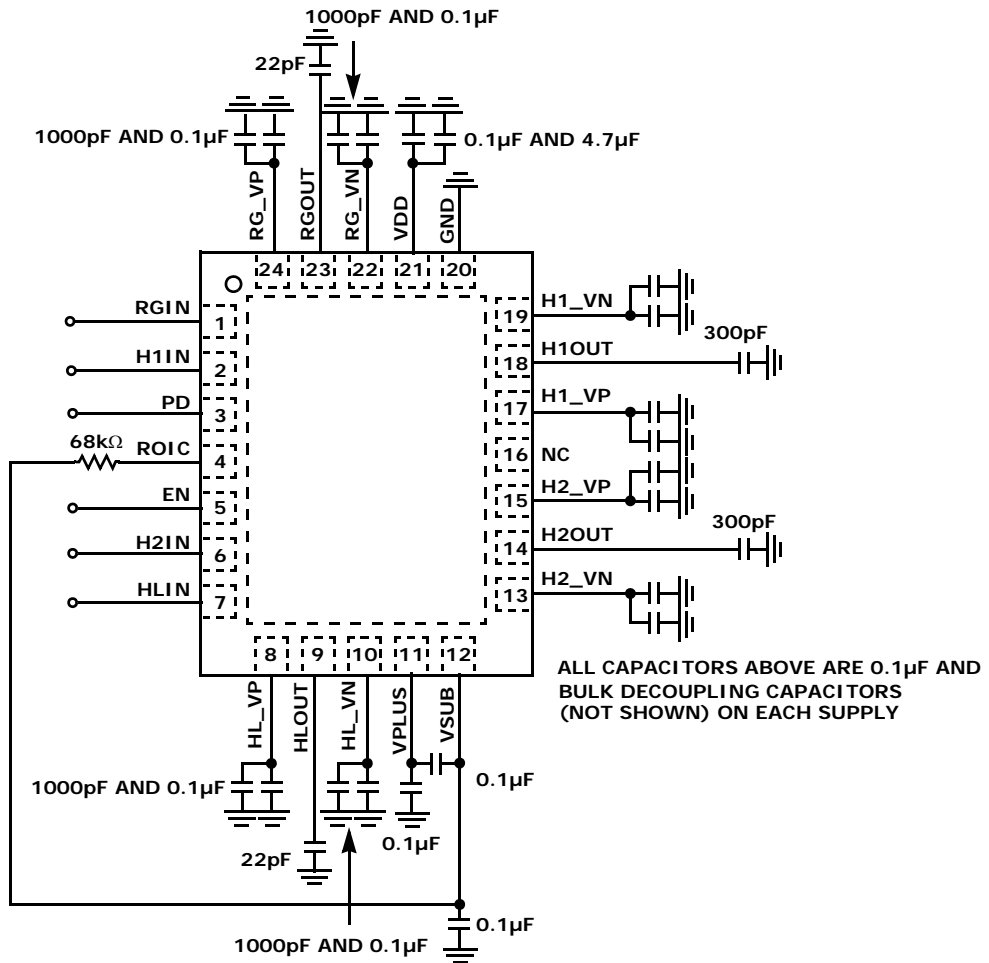 1000pF AND 0.1µF
22pF
1000pF AND 0.1µF
0.1µF AND 4.7µF
RG_VP
RGOUT
RG_VN
VDD
GND
24
23
22
21
20
RGIN
1
H1IN
2
PD
3
68kΩ
ROIC
4
EN
5
H2IN
6
HLIN
7
19
H1_VN
300pF
18
H1OUT
17
H1_VP
16
NC
15
H2_VP
300pF
14
H2OUT
13
H2_VN
ALL CAPACITORS ABOVE ARE 0.1µF AND
BULK DECOUPLING CAPACITORS
(NOT SHOWN) ON EACH SUPPLY
8
9
10
11
12
HL_VP
HLOUT
HL_VN
VPLUS
VSUB
1000pF AND 0.1µF
0.1µF
0.1µF
22pF
0.1µF
1000pF AND 0.1µF